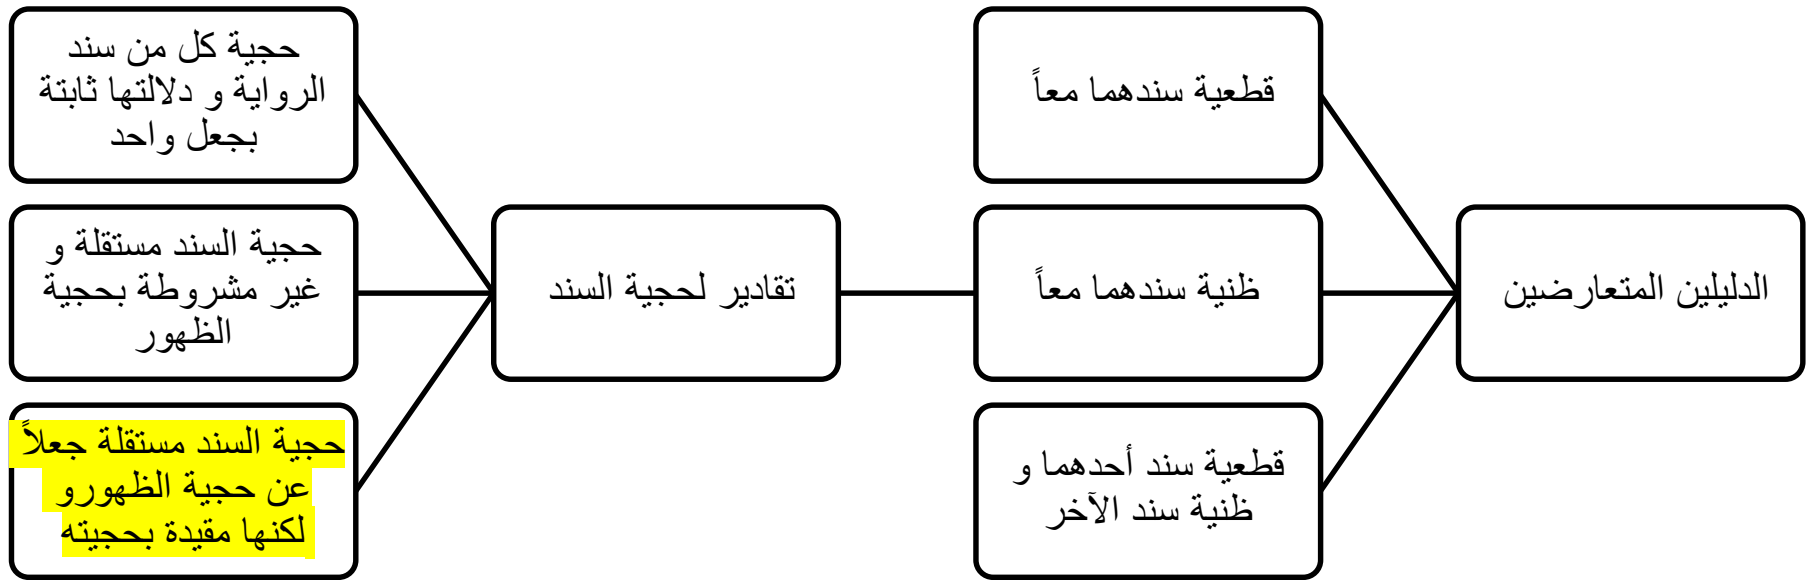 الدليلين المتعارضين
قطعية سندهما معاً
ظنية سندهما معاً
قطعية سند أحدهما و
ظنية سند الآخر
تقادير لحجية السند
حجية كل من سند
الرواية و دلالتها ثابتة
بجعل واحد
حجية السند مستقلة و
غير مشروطة بحجية
الظهور
حجية السند مستقلة جعلاً
عن حجية الظهورو
لكنها مقيدة بحجيته